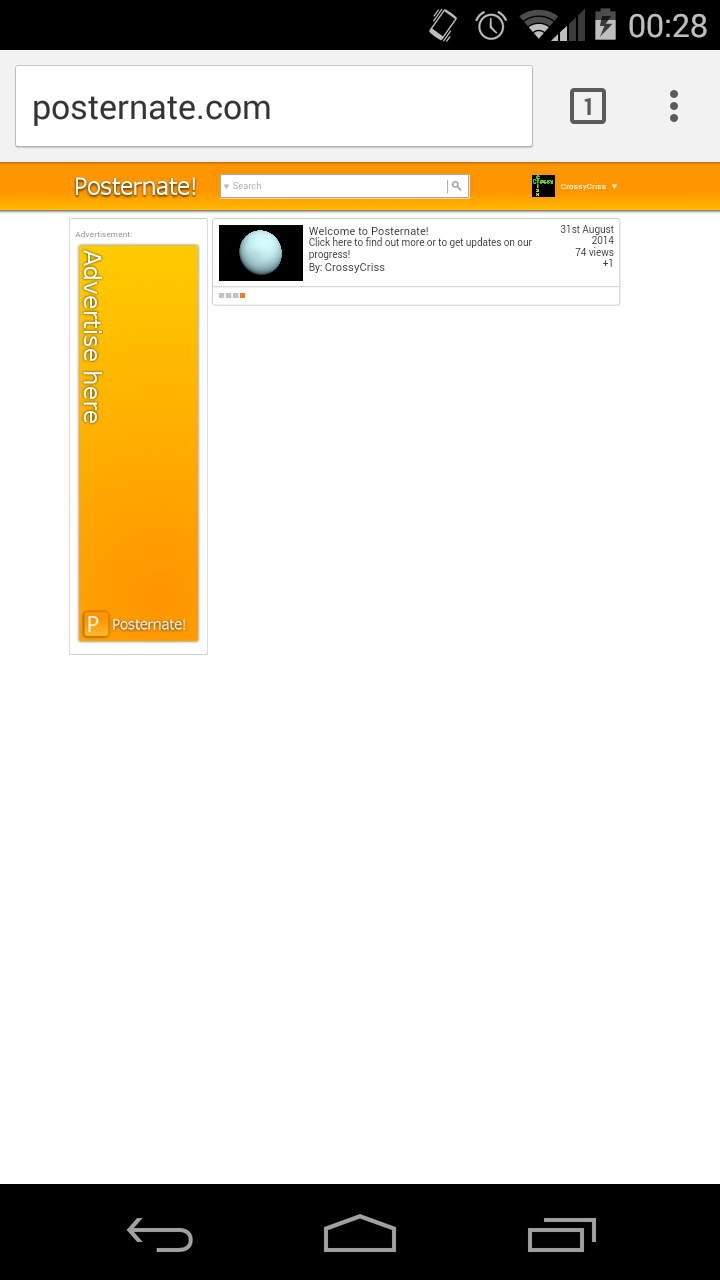 00:28
posternate.com
1
Posternate!
Search
CrossyCriss
Advertisement:
Advertise here
P Posternate!
Welcome to Posternate!
Click here to find out more or to get updates on our
progress!
By: CrossyCriss
31st August
2014
74 views
+1